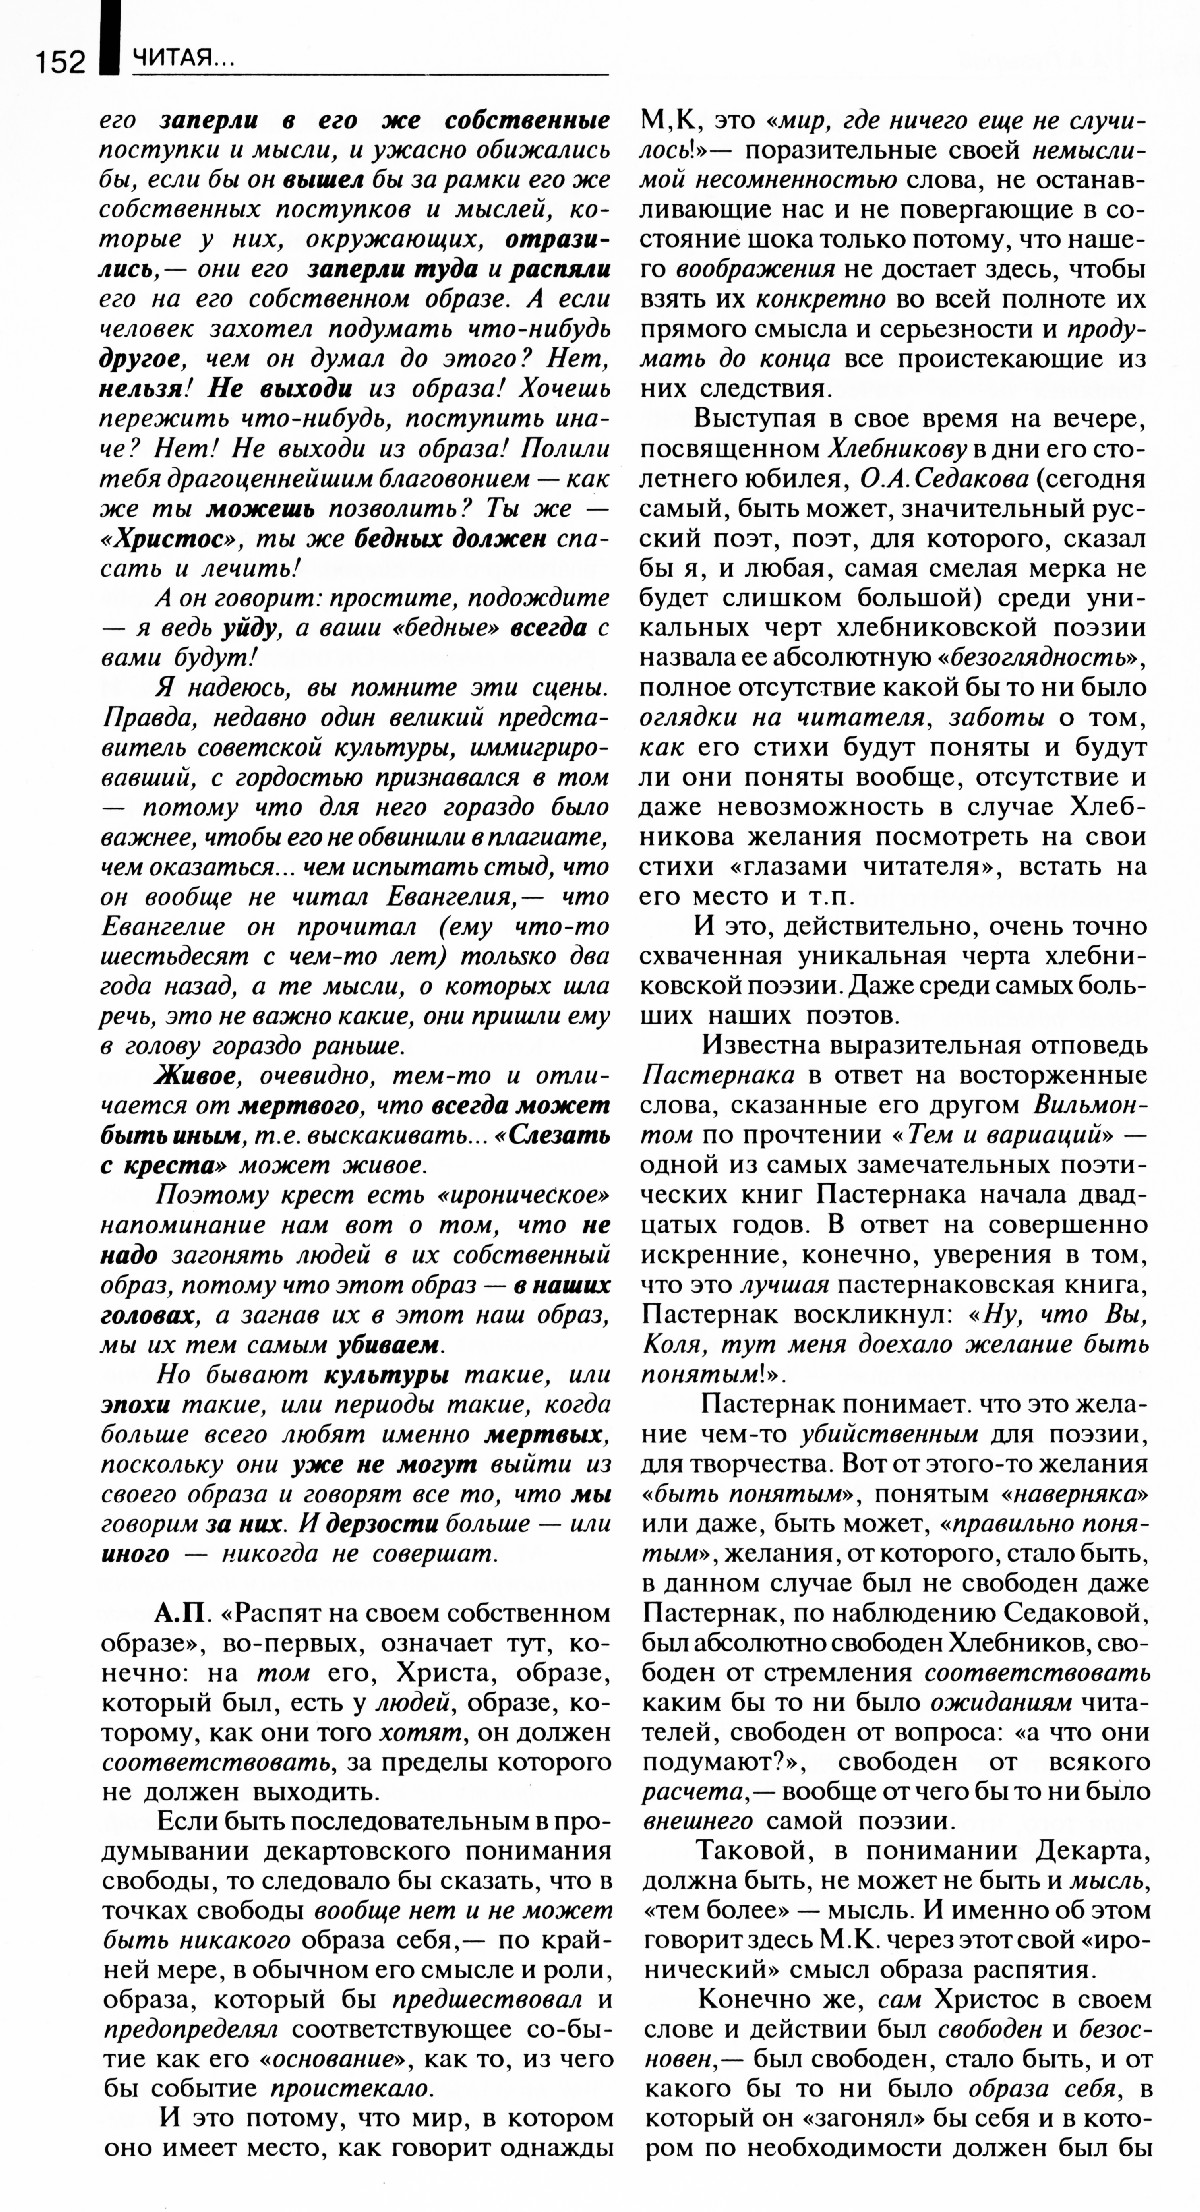 152
ЧИТАЯ...
его заперли в его же собственные
поступки и мысли, и ужасно обижались
бы, если бы он вышел бы за рамки его же
собственных поступков и мыслей, ко-
торые у них, окружающих, отрази-
лись,— они его заперли туда и распяли
его на его собственном образе. А если
человек захотел подумать что-нибудь
другое, чем он думал до этого? Нет,
нельзя! Не выходи из образа! Хочешь
пережить что-нибудь, поступить ина-
че? Нет! Не выходи из образа! Полили
тебя драгоценнейшим благовонием — как
же ты можешь позволить? Ты же —
«Христос», ты же бедных должен спа-
сать и лечить!
А он говорит: простите, подождите
— я ведь уйду, а ваши «бедные» всегда с
вами будут!
Я надеюсь, вы помните эти сцены.
Правда, недавно один великий предста-
витель советской культуры, иммигриро-
вавший, с гордостью признавался в том
— потому что для него гораздо было
важнее, чтобы его не обвинили в плагиате,
чем оказаться... чем испытать стыд, что
он вообще не читал Евангелия,— что
Евангелие он прочитал (ему что-то
шестьдесят с чем-то лет) тользко два
года назад, а те мысли, о которых шла
речь, это не важно какие, они пришли ему
в голову гораздо раньше.
Живое, очевидно, тем-то и отли-
чается от мертвого, что всегда может
быть иным, т.е. выскакивать... «Слезать
с креста» может живое.
Поэтому крест есть «ироническое»
напоминание нам вот о том, что не
надо загонять людей в их собственный
образ, потому что этот образ — в наших
головах, а загнав их в этот наш образ,
мы их тем самым убиваем.
Но бывают культуры такие, или
эпохи такие, или периоды такие, когда
больше всего любят именно мертвых,
поскольку они уже не могут выйти из
своего образа и говорят все то, что мы
говорим за них. И дерзости больше — или
иного — никогда не совершат.
А.П. «Распят на своем собственном
образе», во-первых, означает тут, ко-
нечно: на том его, Христа, образе,
который был, есть у людей, образе, ко-
торому, как они того хотят, он должен
соответствовать, за пределы которого
не должен выходить.
Если быть последовательным в про-
думывании декартовского понимания
свободы, то следовало бы сказать, что в
точках свободы вообще нет и не может
быть никакого образа себя,— по край-
ней мере, в обычном его смысле и роли,
образа, который бы предшествовал и
предопределял соответствующее со-бы-
тие как его «основание», как то, из чего
бы событие проистекало.
И это потому, что мир, в котором
оно имеет место, как говорит однажды
М,К, это «мир, где ничего еще не случи-
лось!»— поразительные своей немысли-
мой несомненностью слова, не останав-
ливающие нас и не повергающие в со-
стояние шока только потому, что наше-
го воображения не достает здесь, чтобы
взять их конкретно во всей полноте их
прямого смысла и серьезности и проду-
мать до конца все проистекающие из
них следствия.
Выступая в свое время на вечере,
посвященном Хлебникову в дни его сто-
летнего юбилея, О.А. Седакова (сегодня
самый, быть может, значительный рус-
ский поэт, поэт, для которого, сказал
бы я, и любая, самая смелая мерка не
будет слишком большой) среди уни-
кальных черт хлебниковской поэзии
назвала ее абсолютную «безоглядность»,
полное отсутствие какой бы то ни было
оглядки на читателя, заботы о том,
как его стихи будут поняты и будут
ли они поняты вообще, отсутствие и
даже невозможность в случае Хлеб-
никова желания посмотреть на свои
стихи «глазами читателя», встать на
его место и т.п.
И это, действительно, очень точно
схваченная уникальная черта хлебни-
ковской поэзии. Даже среди самых боль-
ших наших поэтов.
Известна выразительная отповедь
Пастернака в ответ на восторженные
слова, сказанные его другом Вильмон-
том по прочтении «Тем и вариаций» —
одной из самых замечательных поэти-
ческих книг Пастернака начала двад-
цатых годов. В ответ на совершенно
искренние, конечно, уверения в том,
что это лучшая пастернаковская книга,
Пастернак воскликнул: «Ну, что Вы,
Коля, тут меня доехало желание быть
понятым!».
Пастернак понимает. что это жела-
ние чем-то убийственным для поэзии,
для творчества. Вот от этого-то желания
«быть понятым», понятым «наверняка»
или даже, быть может, «правильно поня-
тым», желания, от которого, стало быть,
в данном случае был не свободен даже
Пастернак, по наблюдению Седаковой,
был абсолютно свободен Хлебников, сво-
боден от стремления соответствовать
каким бы то ни было ожиданиям чита-
телей, свободен от вопроса: «а что они
подумают?», свободен от всякого
расчета,— вообще от чего бы то ни было
внешнего самой поэзии.
Таковой, в понимании Декарта,
должна быть, не может не быть и мысль,
«тем более» — мысль. И именно об этом
говорит здесь М.К. через этот свой «иро-
нический» смысл образа распятия.
Конечно же, сам Христос в своем
слове и действии был свободен и безос-
новен,— был свободен, стало быть, и от
какого бы то ни было образа себя, в
который он «загонял» бы себя и в кото-
ром по необходимости должен был бы